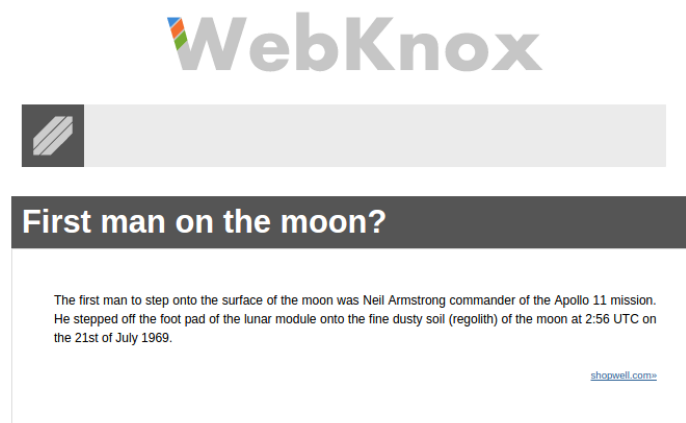 WebKnox
First man on the moon?
The first man to step onto the surface of the moon was Neil Armstrong commander of the Apollo 11 mission.
He stepped off the foot pad of the lunar module onto the fine dusty soil (regolith) of the moon at 2:56 UTC on
the 21st of July 1969.
shopwell.com»